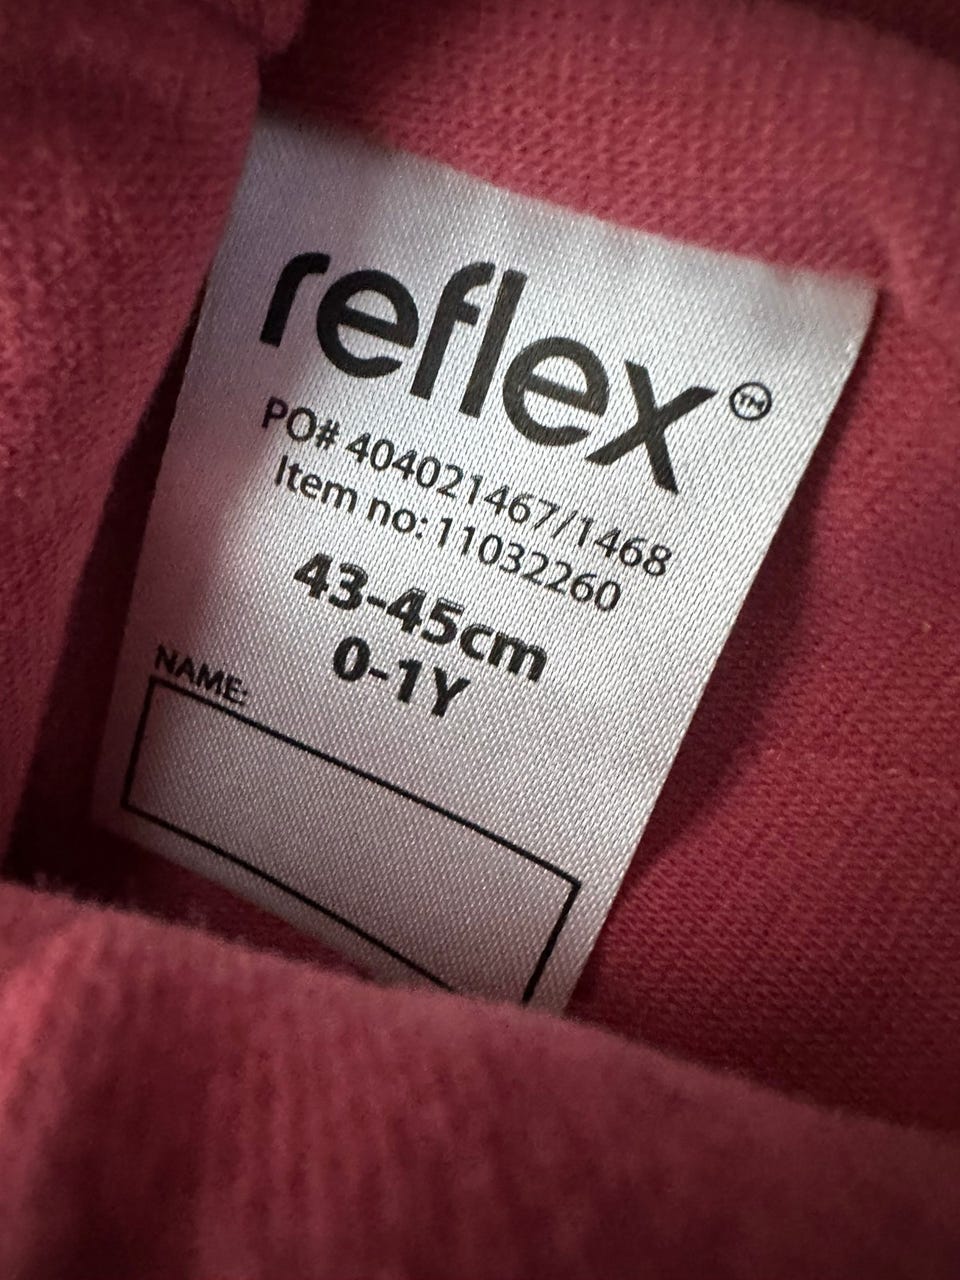 reflex™
PO# 404021467/1468
Item no: 11032260
43-45cm
0-1Y
NAME: